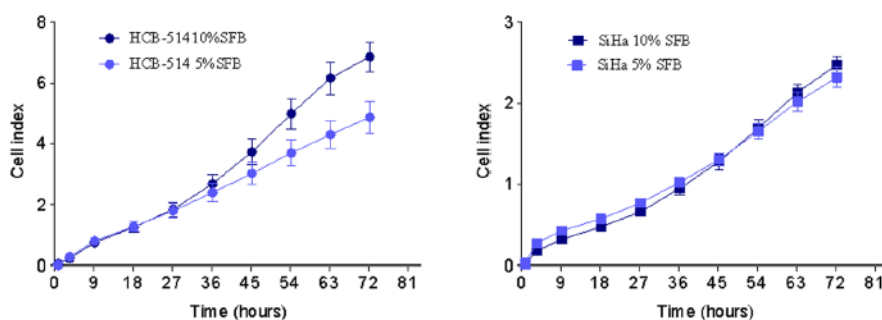 HCB-51410%SFB
HCB-514 5%SFB
Cell index
8
6
4
2
0
0 9 18 27 36 45 54 63 72 81
Time (hours)
SiHa 10% SFB
SiHa 5% SFB
Cell index
3
2
1
0
0 9 18 27 36 45 54 63 72 81
Time (hours)